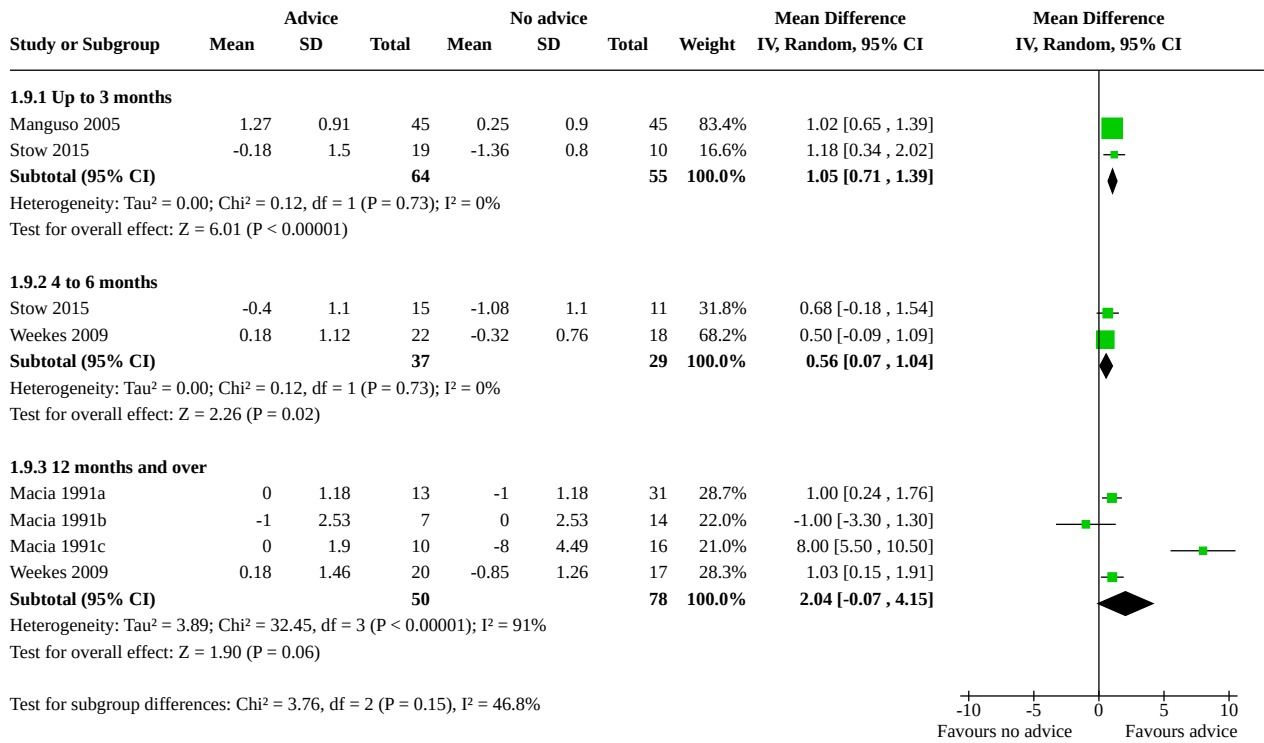 Advice No advice Mean Difference Mean Difference
Study or Subgroup Mean SD Total Mean SD Total Weight IV, Random, 95% CI IV, Random, 95% CI
1.9.1 Up to 3 months
Manguso 2005 1.27 0.91 45 0.25 0.9 45 83.4% 1.02 [0.65 , 1.39]
Stow 2015 -0.18 1.5 19 -1.36 0.8 10 16.6% 1.18 [0.34 , 2.02]
Subtotal (95% CI) 64 55 100.0% 1.05 [0.71 , 1.39]
Heterogeneity: Tau² = 0.00; Chi² = 0.12, df = 1 (P = 0.73); I² = 0%
Test for overall effect: Z = 6.01 (P < 0.00001)
1.9.2 4 to 6 months
Stow 2015 -0.4 1.1 15 -1.08 1.1 11 31.8% 0.68 [-0.18 , 1.54]
Weekes 2009 0.18 1.12 22 -0.32 0.76 18 68.2% 0.50 [-0.09 , 1.09]
Subtotal (95% CI) 37 29 100.0% 0.56 [0.07 , 1.04]
Heterogeneity: Tau² = 0.00; Chi² = 0.12, df = 1 (P = 0.73); I² = 0%
Test for overall effect: Z = 2.26 (P = 0.02)
1.9.3 12 months and over
Macia 1991a 0 1.18 13 -1 1.18 31 28.7% 1.00 [0.24 , 1.76]
Macia 1991b -1 2.53 7 0 2.53 14 22.0% -1.00 [-3.30 , 1.30]
Macia 1991c 0 1.9 10 -8 4.49 16 21.0% 8.00 [5.50 , 10.50]
Weekes 2009 0.18 1.46 20 -0.85 1.26 17 28.3% 1.03 [0.15 , 1.91]
Subtotal (95% CI) 50 78 100.0% 2.04 [-0.07 , 4.15]
Heterogeneity: Tau² = 3.89; Chi² = 32.45, df = 3 (P < 0.00001); I² = 91%
Test for overall effect: Z = 1.90 (P = 0.06)
Test for subgroup differences: Chi² = 3.76, df = 2 (P = 0.15), I² = 46.8%
-10 -5 0 5 10
Favours no advice Favours advice